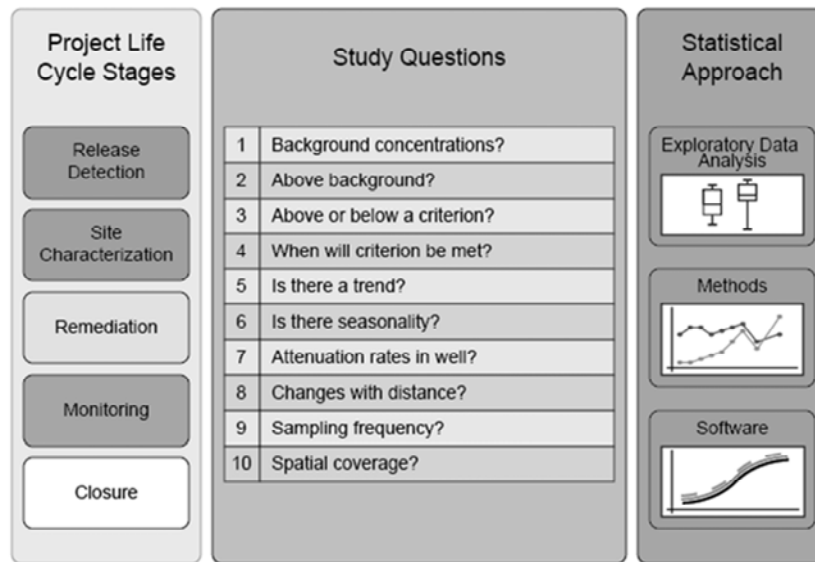 Project Life
Cycle Stages
Release
Detection
Site
Characterization
Remediation
Monitoring
Closure
Study Questions
1 Background concentrations?
2 Above background?
3 Above or below a criterion?
4 When will criterion be met?
5 Is there a trend?
6 Is there seasonality?
7 Attenuation rates in well?
8 Changes with distance?
9 Sampling frequency?
10 Spatial coverage?
Statistical
Approach
Exploratory Data
Analysis
Methods
Software